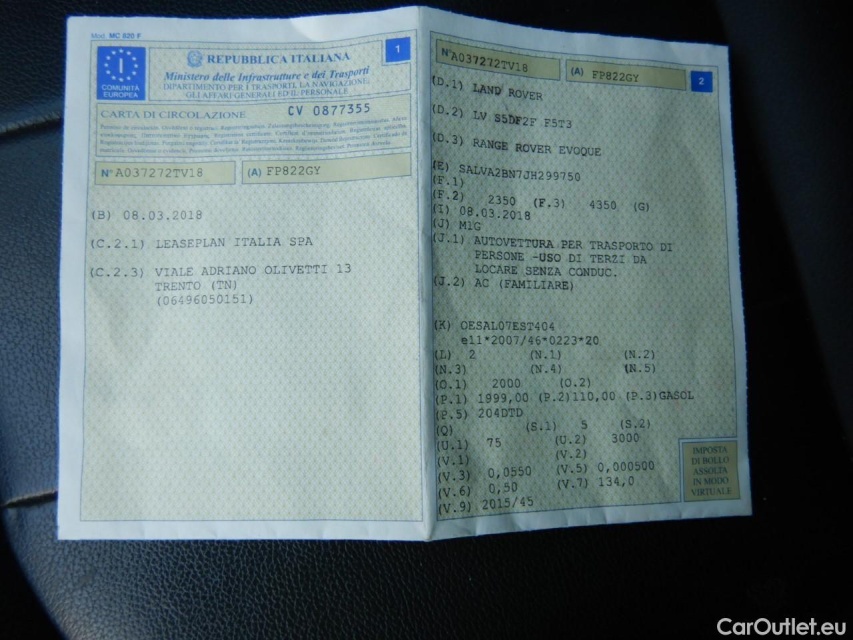 Mod. MC 820 F
COMUNITÀ
EUROPEA
I
REPUBBLICA ITALIANA
1
Ministero delle Infrastrutture e dei Trasporti
DIPARTIMENTO PER I TRASPORTI, LA NAVIGAZIONE,
GLI AFFARI GENERALI ED IL PERSONALE
CARTA DI CIRCOLAZIONE CV 0877355
N° A037272TV18 (A) FP822GY
(B) 08.03.2018
(C.2.1) LEASEPLAN ITALIA SPA
(C.2.3) VIALE ADRIANO OLIVETTI 13
TRENTO (TN)
(06496050151)
N° A037272TV18 (A) FP822GY 2
(D.1) LAND ROVER
(D.2) LV S5DF2F F5T3
(D.3) RANGE ROVER EVOQUE
(E) SALVA2BN7JH299750
(F.1)
(F.2) 2350 (F.3) 4350 (G)
(I) 08.03.2018
(J) M1G
(J.1) AUTOVETTURA PER TRASPORTO DI
PERSONE -USO DI TERZI DA
LOCARE SENZA CONDUC.
(J.2) AC (FAMILIARE)
(K) OESAL07EST404
e11*2007/46*0223*20
(L) 2 (N.1) (N.2)
(N.3) (N.4) (N.5)
(O.1) 2000 (O.2)
(P.1) 1999,00 (P.2)110,00 (P.3)GASOL
(P.5) 204DTD
(Q) (S.1) 5 (S.2)
(U.1) 75 (U.2) 3000
(V.1) (V.2)
(V.3) 0,0550 (V.5) 0,000500
(V.6) 0,50 (V.7) 134,0
(V.9) 2015/45
IMPOSTA
DI BOLLO
ASSOLTA
IN MODO
VIRTUALE
CarOutlet.eu